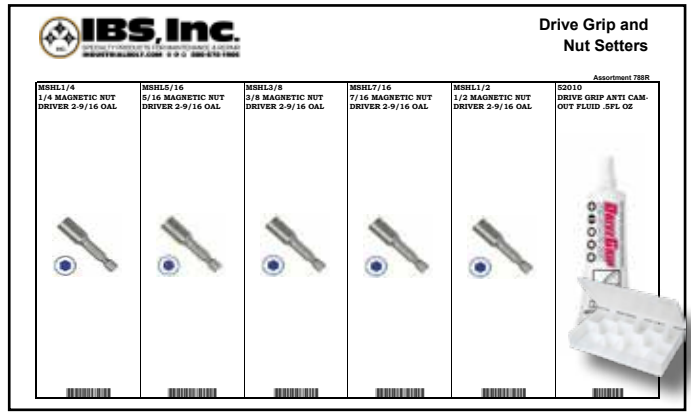 IBS, Inc.
SPECIALTY PRODUCTS FOR MAINTENANCE & REPAIR
INDUSTRIALBOLT.COM
Drive Grip and
Nut Setters
Assortment 788R
MSHL1/4
1/4 MAGNETIC NUT
DRIVER 2-9/16 OAL
MSHL5/16
5/16 MAGNETIC NUT
DRIVER 2-9/16 OAL
MSHL3/8
3/8 MAGNETIC NUT
DRIVER 2-9/16 OAL
MSHL7/16
7/16 MAGNETIC NUT
DRIVER 2-9/16 OAL
MSHL1/2
1/2 MAGNETIC NUT
DRIVER 2-9/16 OAL
52010
DRIVE GRIP ANTI CAM-
OUT FLUID .5FL OZ
DRIVE GRIP